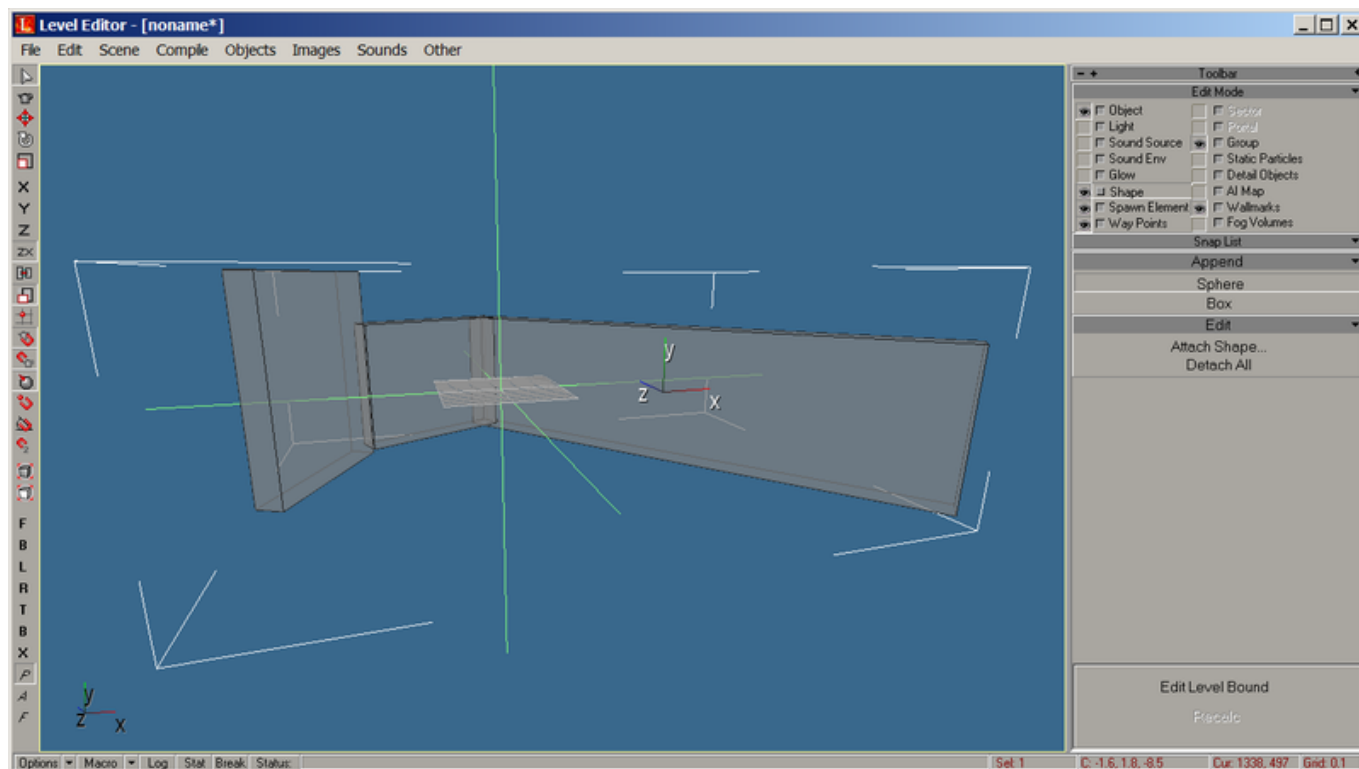 Level Editor - [noname*]
File Edit Scene Compile Objects Images Sounds Other
- + Toolbar
Edit Mode
Object Sector
Light Portal
Sound Source Group
Sound Env Static Particles
Glow Detail Objects
Shape AI Map
Spawn Element Wallmarks
Way Points Fog Volumes
Snap List
Append
Sphere
Box
Edit
Attach Shape...
Detach All
X
Y
Z
ZX
2
F
B
L
R
T
B
X
P
A
F
y
z
x
y
z
x
Edit Level Bound
Recalc
Options Macro Log Stat Break Status: Sel: 1 C: -1.6, 1.8, -8.5 Cur: 1338, 497 Grid: 0.1